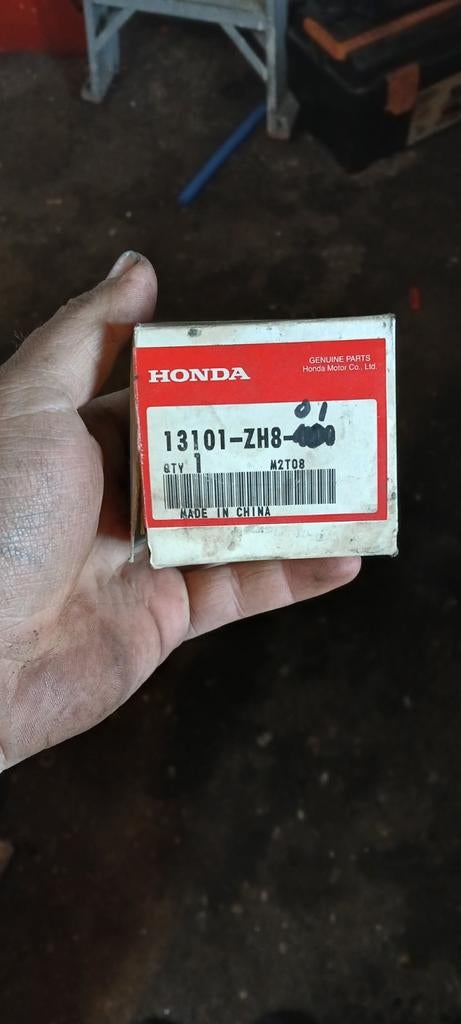 HONDA
GENUINE PARTS
Honda Motor Co., Ltd.
01
13101-ZH8-
QTY 1 M2T08
MADE IN CHINA